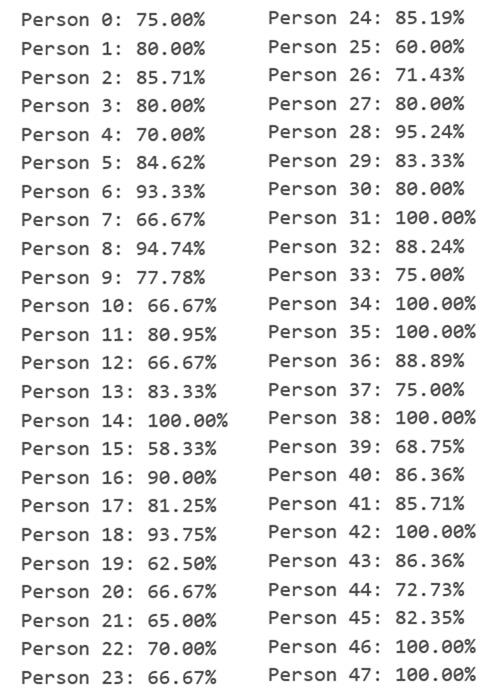 Person 0: 75.00%
Person 1: 80.00%
Person 2: 85.71%
Person 3: 80.00%
Person 4: 70.00%
Person 5: 84.62%
Person 6: 93.33%
Person 7: 66.67%
Person 8: 94.74%
Person 9: 77.78%
Person 10: 66.67%
Person 11: 80.95%
Person 12: 66.67%
Person 13: 83.33%
Person 14: 100.00%
Person 15: 58.33%
Person 16: 90.00%
Person 17: 81.25%
Person 18: 93.75%
Person 19: 62.50%
Person 20: 66.67%
Person 21: 65.00%
Person 22: 70.00%
Person 23: 66.67%
Person 24: 85.19%
Person 25: 60.00%
Person 26: 71.43%
Person 27: 80.00%
Person 28: 95.24%
Person 29: 83.33%
Person 30: 80.00%
Person 31: 100.00%
Person 32: 88.24%
Person 33: 75.00%
Person 34: 100.00%
Person 35: 100.00%
Person 36: 88.89%
Person 37: 75.00%
Person 38: 100.00%
Person 39: 68.75%
Person 40: 86.36%
Person 41: 85.71%
Person 42: 100.00%
Person 43: 86.36%
Person 44: 72.73%
Person 45: 82.35%
Person 46: 100.00%
Person 47: 100.00%